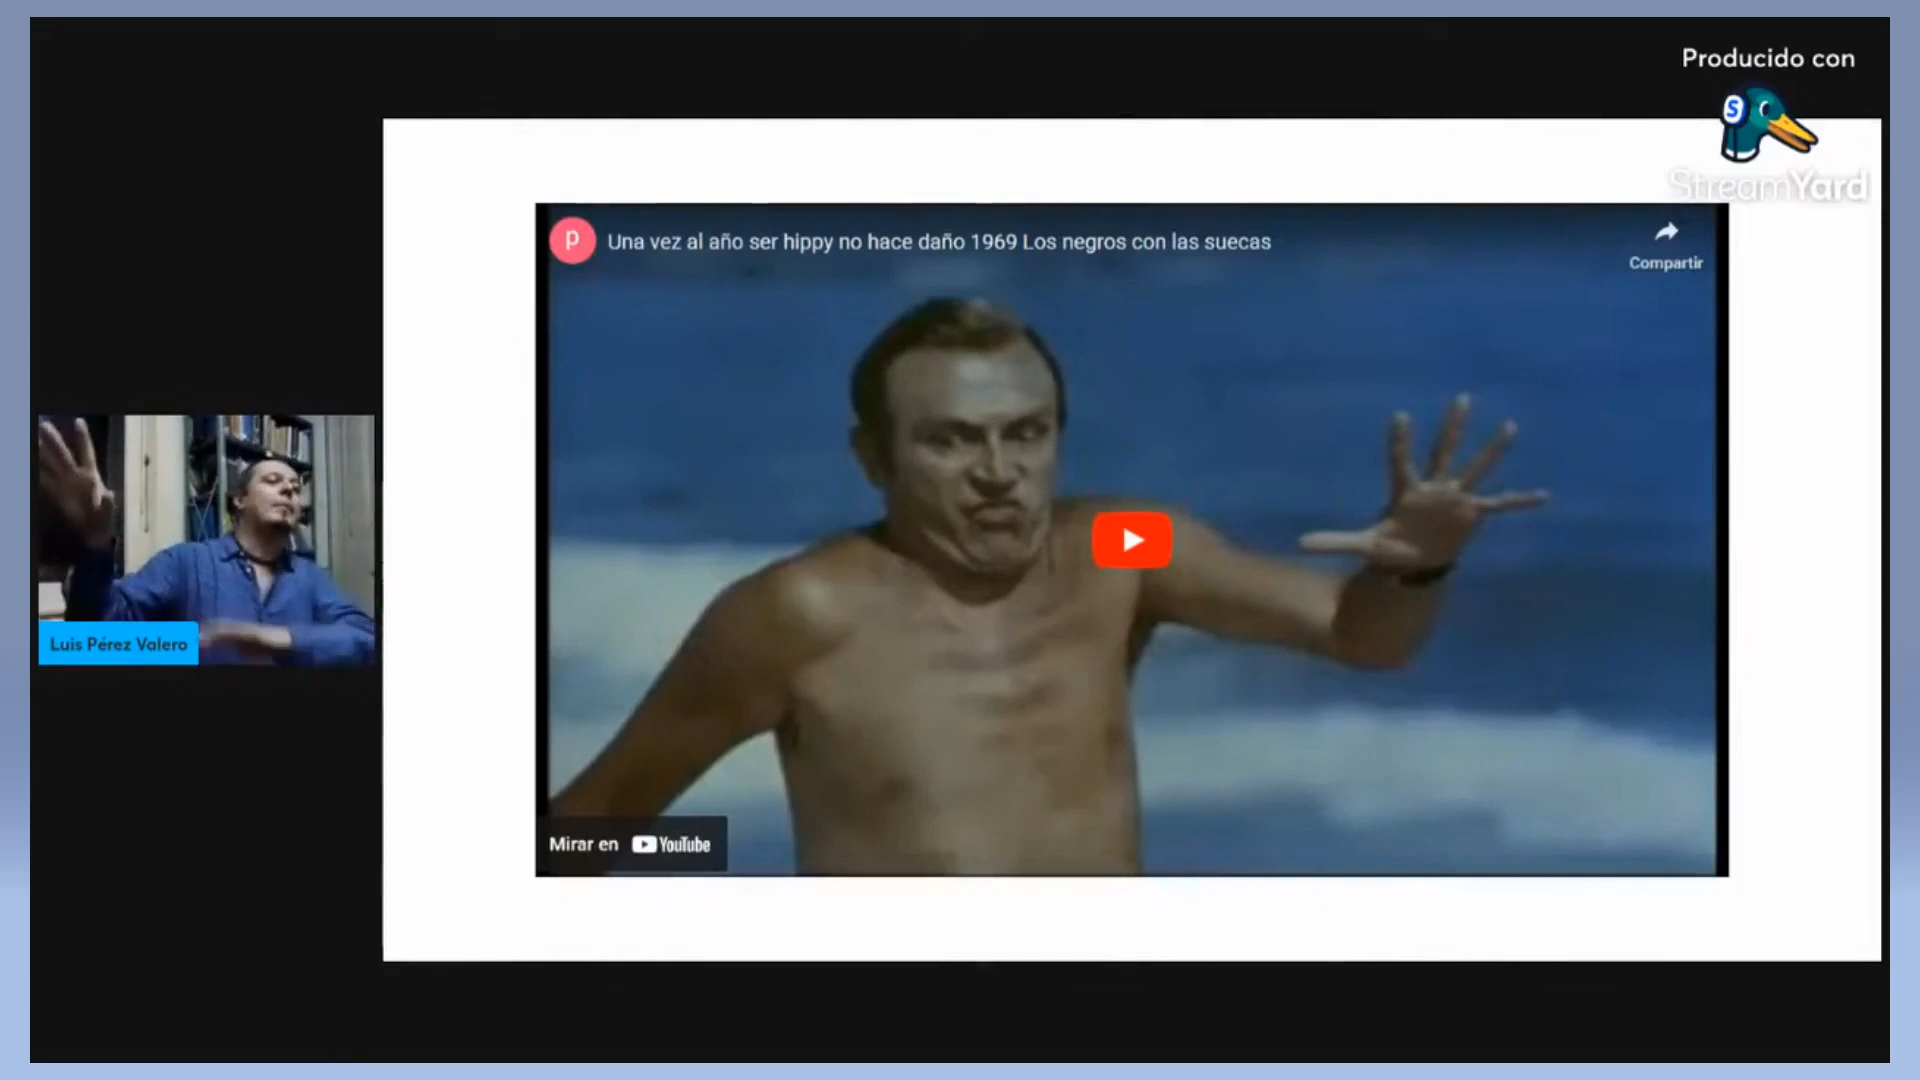 Producido con
S
StreamYard
p
Una vez al año ser hippy no hace daño 1969 Los negros con las suecas
Compartir
Luis Pérez Valero
Mirar en YouTube